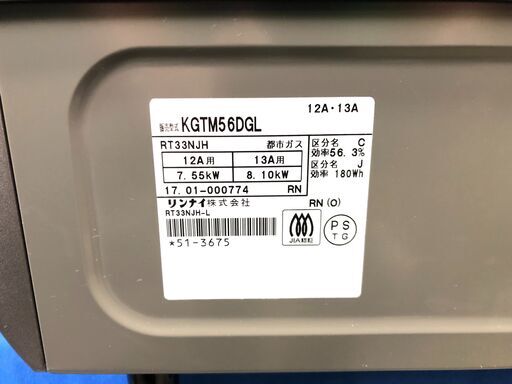 12A・13A
販売型式 KGTM56DGL
RT33NJH 都市ガス
12A用 13A用
7.55kW 8.10kW
17.01-000774 RN
区分名 C
効率56.3%
区分名 J
効率 180Wh
リンナイ株式会社
RT33NJH-L
RN (O)
*51-3675
JIA認証
PS
TG